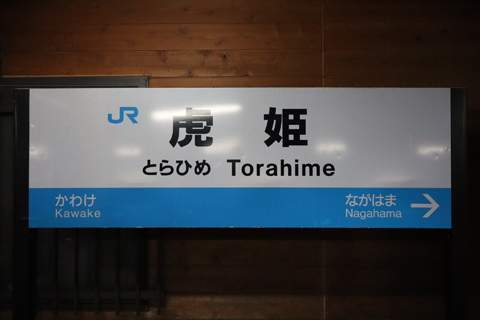 JR 虎姫
とらひめ Torahime
かわけ ながはま →
Kawake Nagahama